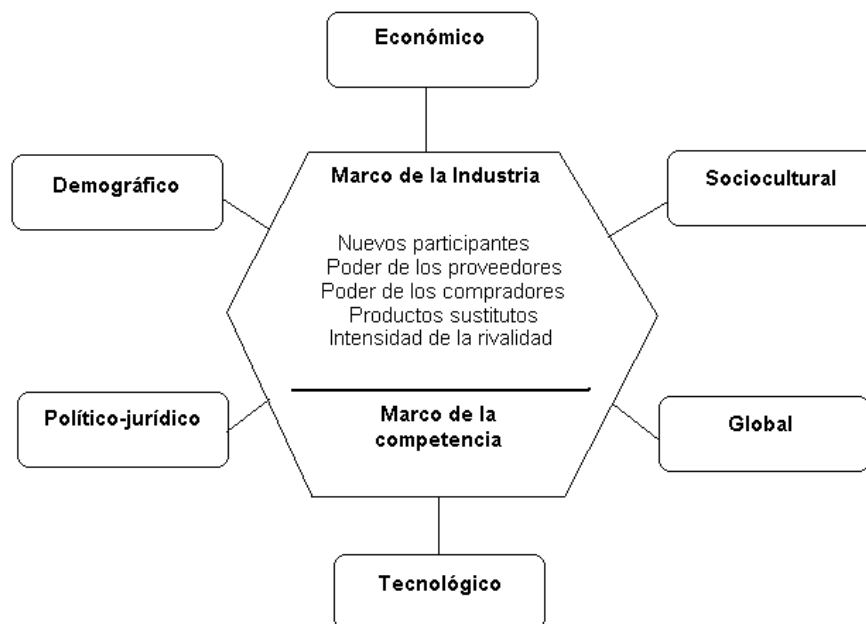 Económico
Demográfico
Marco de la Industria
Sociocultural
Nuevos participantes
Poder de los proveedores
Poder de los compradores
Productos sustitutos
Intensidad de la rivalidad
Político-jurídico
Marco de la
competencia
Global
Tecnológico